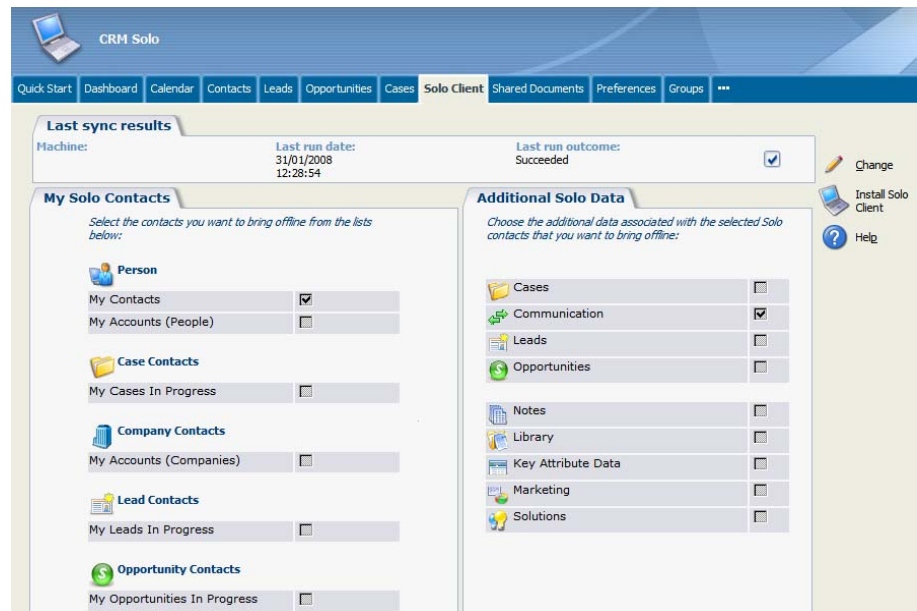 CRM Solo
Quick Start Dashboard Calendar Contacts Leads Opportunities Cases Solo Client Shared Documents Preferences Groups •••
Last sync results
Machine: Last run date: Last run outcome:
31/01/2008 Succeeded
12:28:54
Change
Install Solo
Client
Help
My Solo Contacts
Select the contacts you want to bring offline from the lists
below:
Person
My Contacts
My Accounts (People)
Case Contacts
My Cases In Progress
Company Contacts
My Accounts (Companies)
Lead Contacts
My Leads In Progress
Opportunity Contacts
My Opportunities In Progress
Additional Solo Data
Choose the additional data associated with the selected Solo
contacts that you want to bring offline:
Cases
Communication
Leads
Opportunities
Notes
Library
Key Attribute Data
Marketing
Solutions